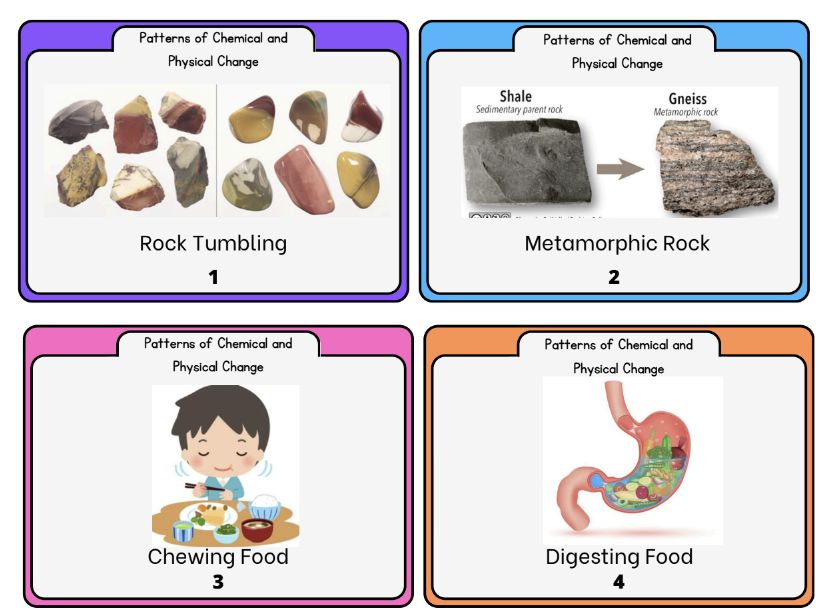 Patterns of Chemical and
Physical Change
Rock Tumbling
1
Patterns of Chemical and
Physical Change
Shale
Sedimentary parent rock
Gneiss
Metamorphic rock
Metamorphic Rock
2
Patterns of Chemical and
Physical Change
Chewing Food
3
Patterns of Chemical and
Physical Change
Digesting Food
4